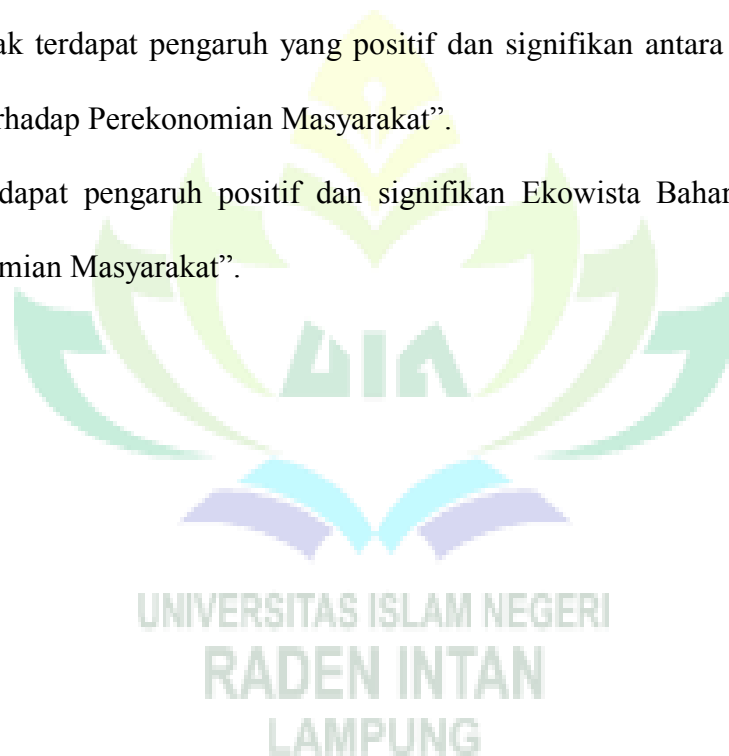 ak terdapat pengaruh yang positif dan signifikan antara
rhadap Perekonomian Masyarakat”.
dapat pengaruh positif dan signifikan Ekowista Bahar
mian Masyarakat”.
UIN
UNIVERSITAS ISLAM NEGERI
RADEN INTAN
LAMPUNG